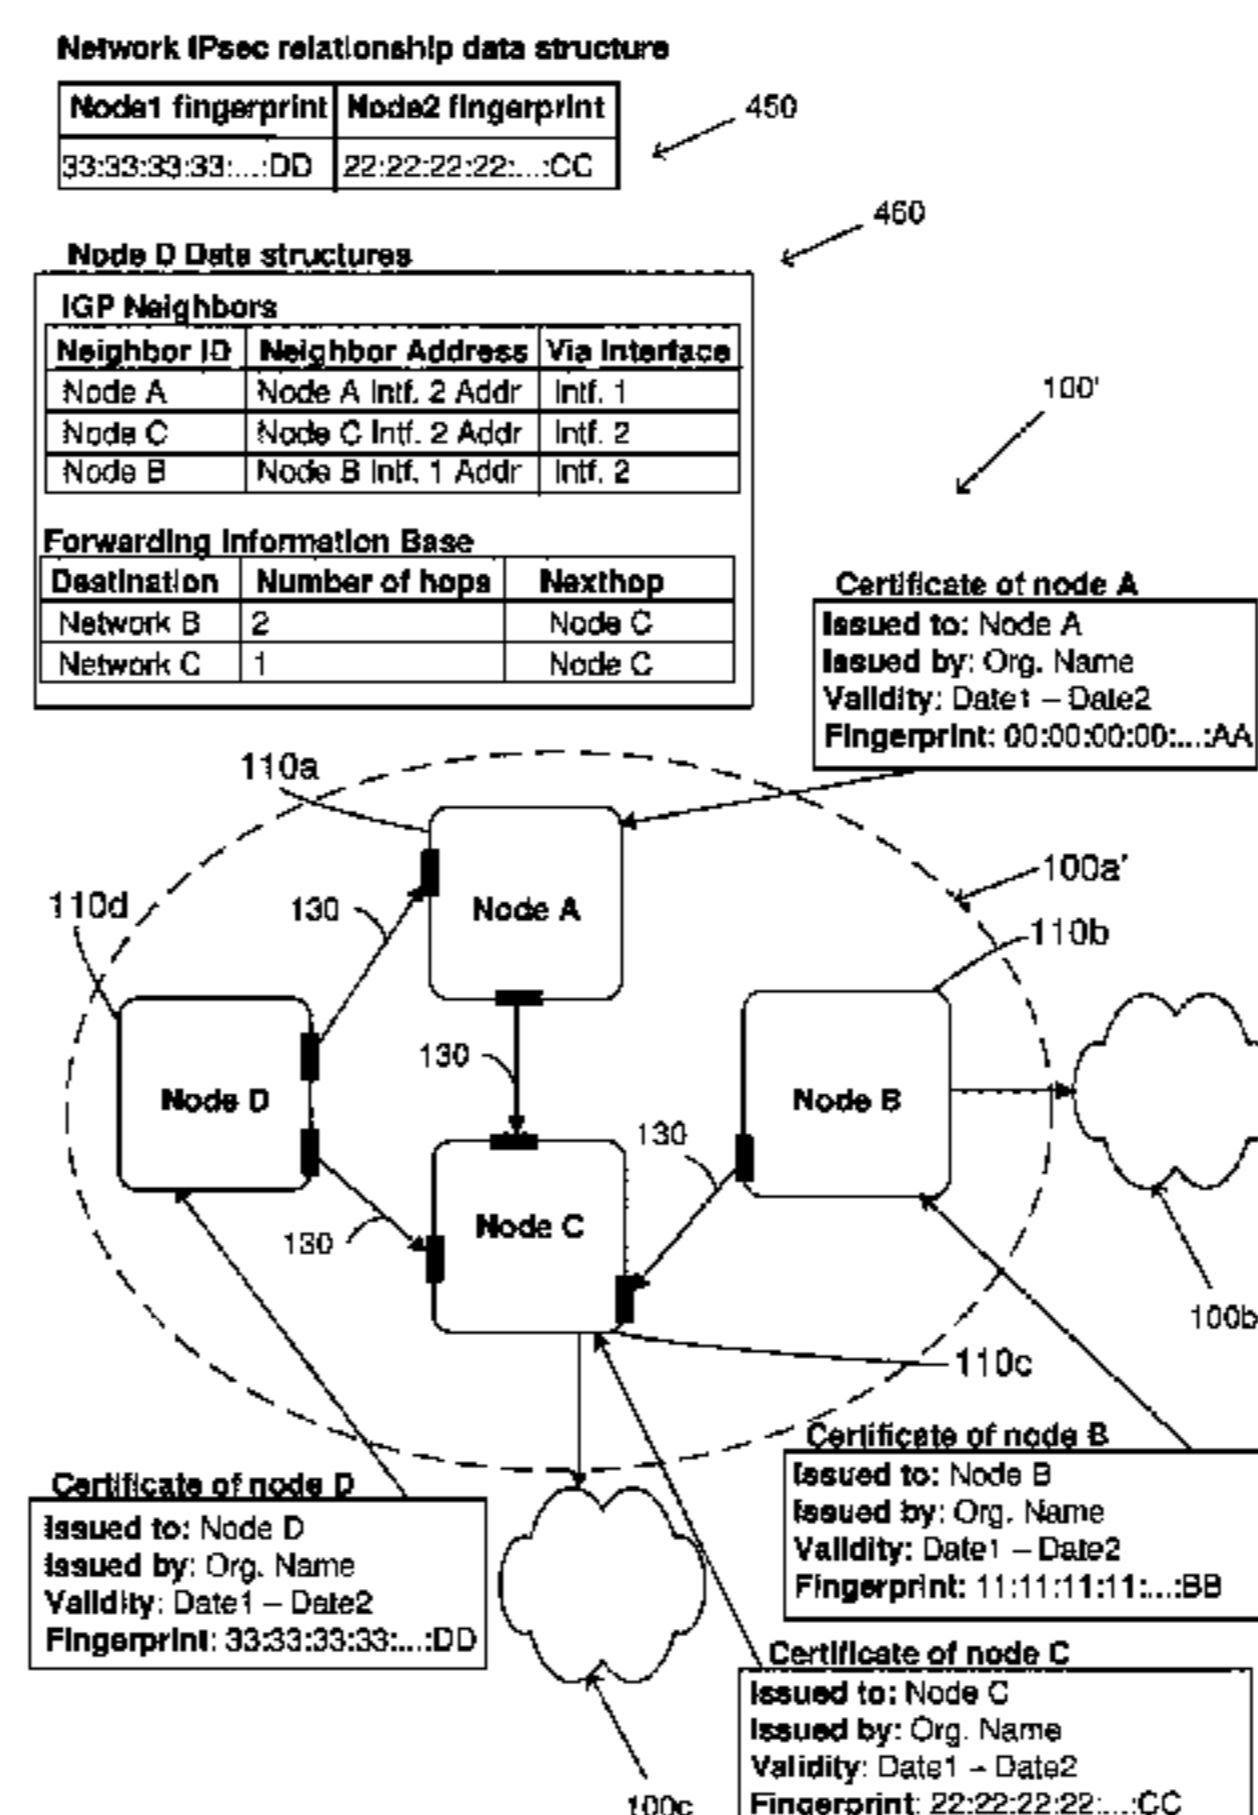 Network IPsec relationship data structure
Node1 fingerprint Node2 fingerprint
33:33:33:33:...:DD 22:22:22:22:...:CC
450
460
Node D Data structures
IGP Neighbors
Neighbor ID Neighbor Address Via Interface
Node A Node A Intf. 2 Addr Intf. 1
Node C Node C Intf. 2 Addr Intf. 2
Node B Node B Intf. 1 Addr Intf. 2
100'
Forwarding Information Base
Destination Number of hops Nexthop
Network B 2 Node C
Network C 1 Node C
Certificate of node A
Issued to: Node A
Issued by: Org. Name
Validity: Date1 – Date2
Fingerprint: 00:00:00:00:...:AA
110a
100a'
110d
130
Node A
110b
130
Node D
Node B
130
Node C
130
100b
110c
Certificate of node B
Issued to: Node B
Issued by: Org. Name
Validity: Date1 – Date2
Fingerprint: 11:11:11:11:...:BB
Certificate of node D
Issued to: Node D
Issued by: Org. Name
Validity: Date1 – Date2
Fingerprint: 33:33:33:33:...:DD
Certificate of node C
Issued to: Node C
Issued by: Org. Name
Validity: Date1 – Date2
Fingerprint: 22:22:22:22:...:CC
100c